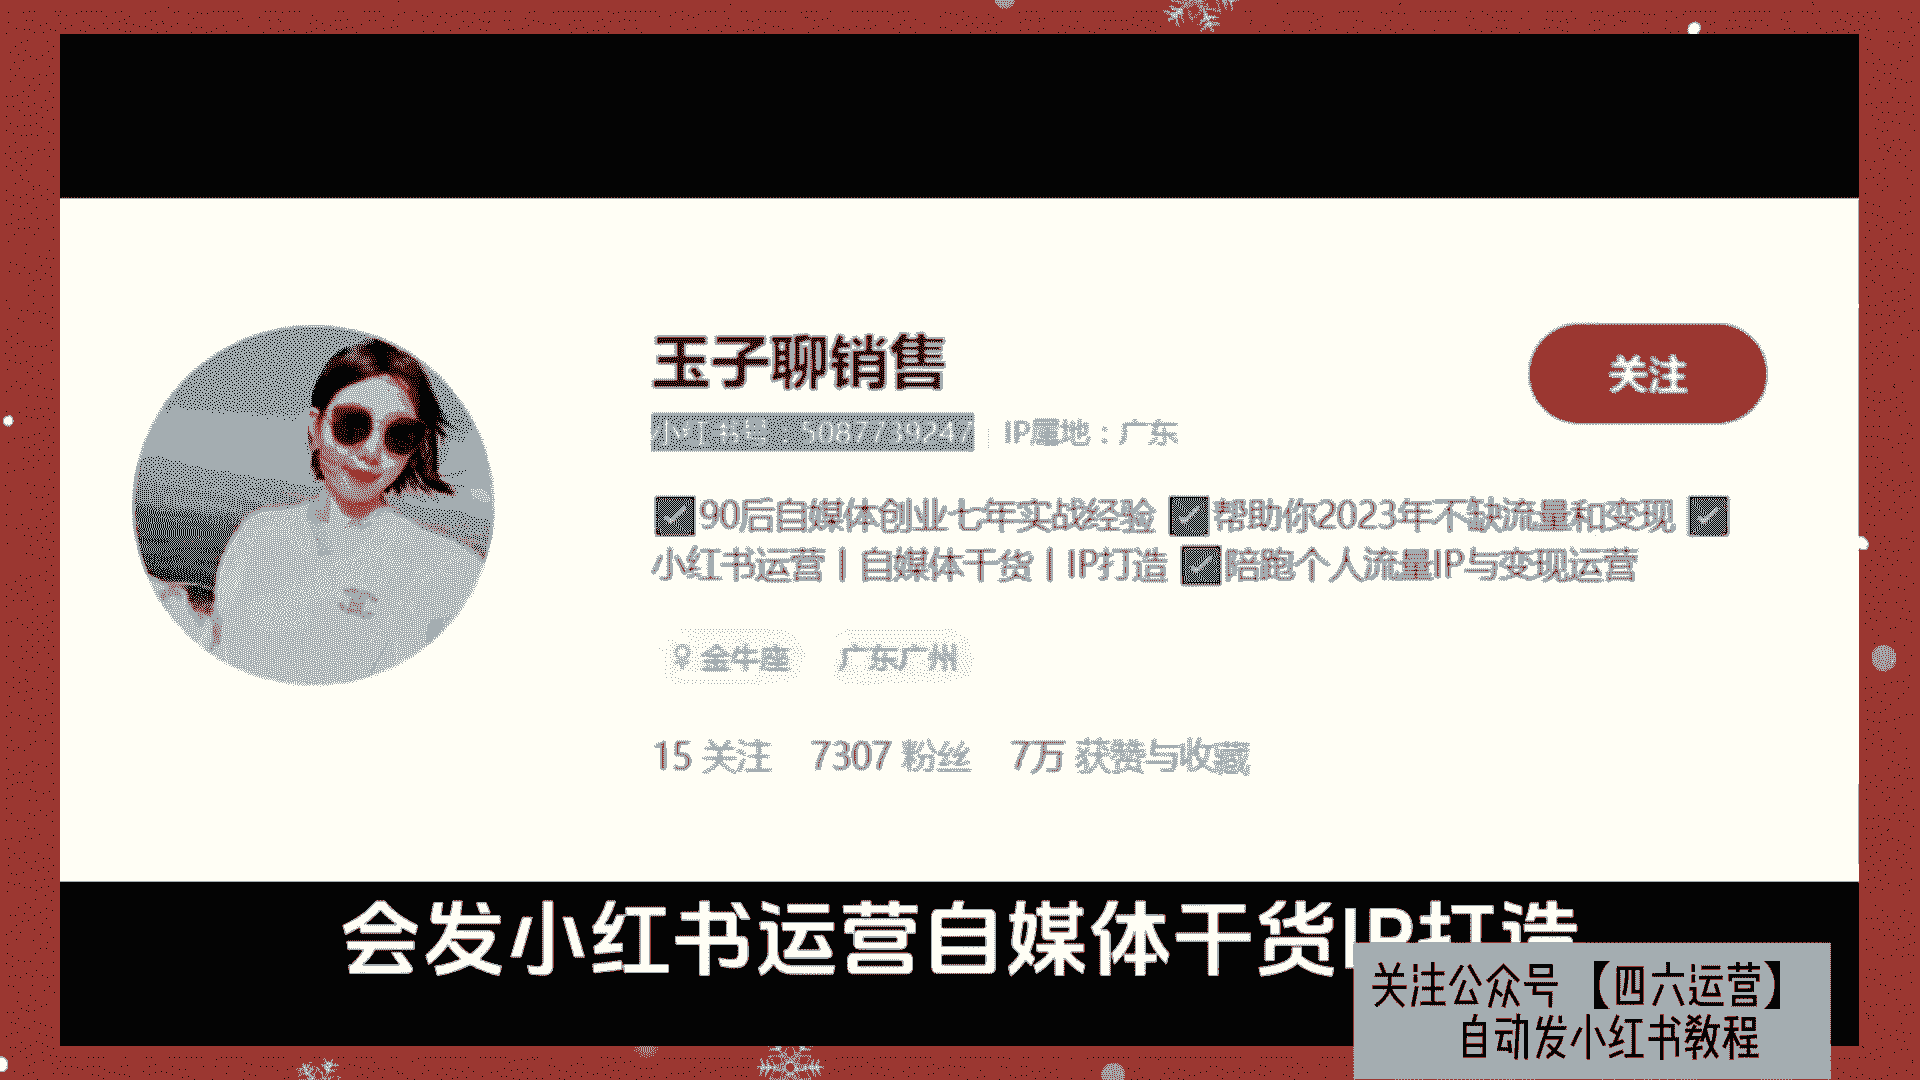 玉子聊销售
关注
小红书号：5087739247 IP属地：广东
90后自媒体创业七年实战经验 帮助你2023年不缺流量和变现
小红书运营丨自媒体干货丨IP打造 陪跑个人流量IP与变现运营
金牛座 广东广州
15 关注 7307 粉丝 7万 获赞与收藏
会发小红书运营自媒体干货IP打造
关注公众号【四六运营】
自动发小红书教程